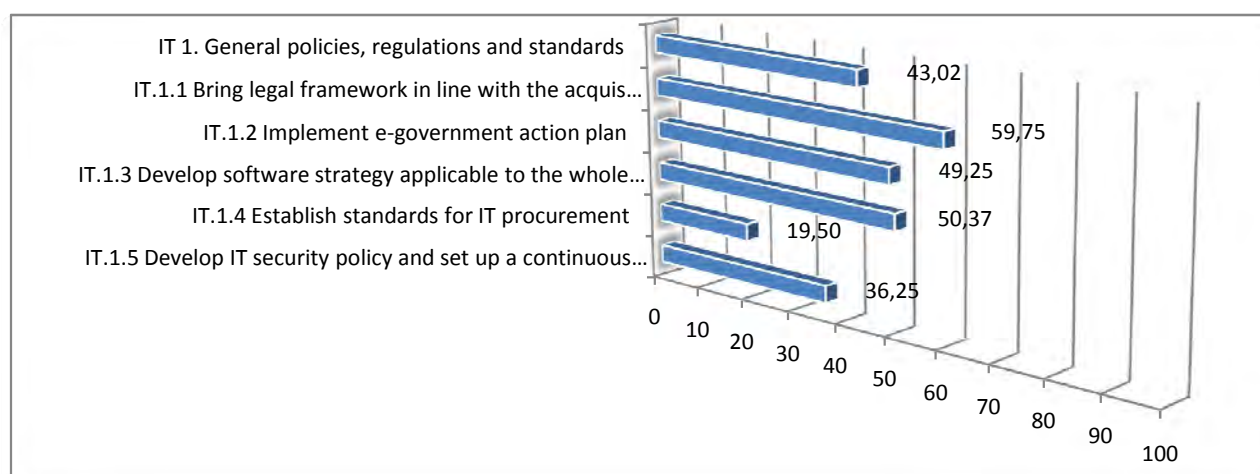 IT 1. General policies, regulations and standards
43,02
IT.1.1 Bring legal framework in line with the acquis...
59,75
IT.1.2 Implement e-government action plan
49,25
IT.1.3 Develop software strategy applicable to the whole...
50,37
IT.1.4 Establish standards for IT procurement
19,50
IT.1.5 Develop IT security policy and set up a continuous...
36,25
0
10
20
30
40
50
60
70
80
90
100